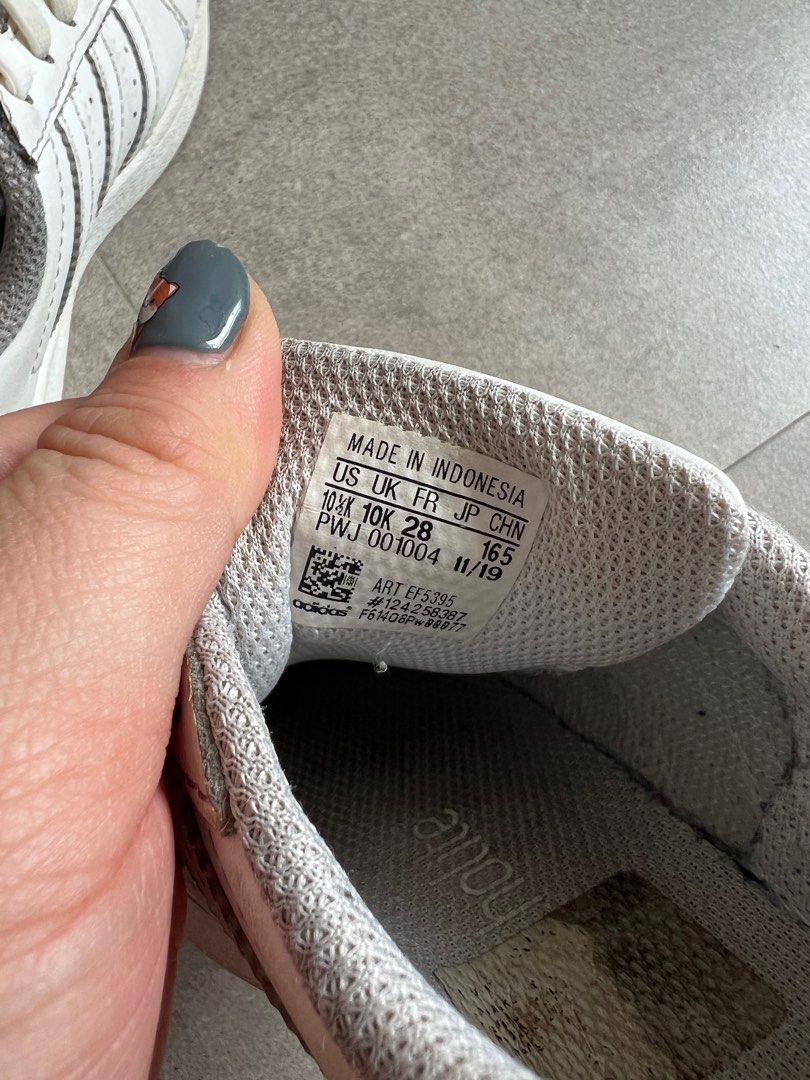 MADE IN INDONESIA
US UK FR JP CHN
10½K 10K 28 165
PWJ 001004 11/19
ART EF5395
#124258387
adidas